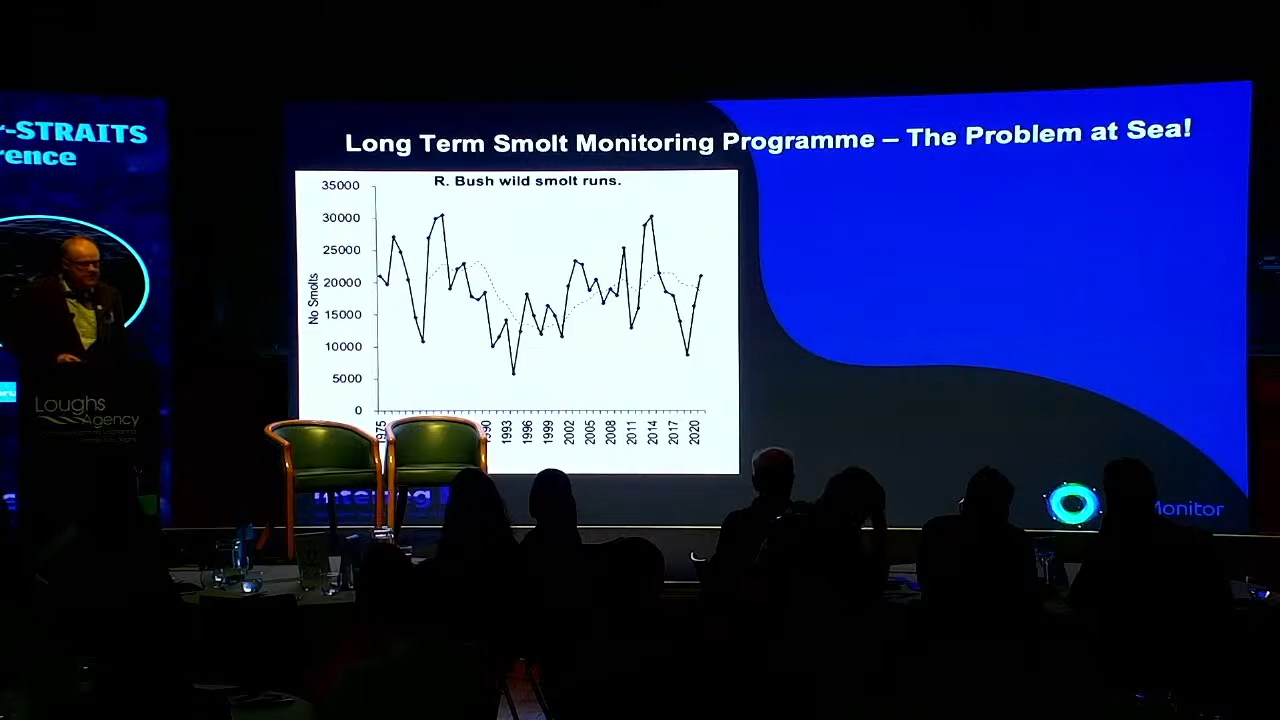 -STRAITS
rence
Long Term Smolt Monitoring Programme – The Problem at Sea!
R. Bush wild smolt runs.
35000
30000
25000
20000
15000
10000
5000
0
No Smolts
1975
1993
1996
1999
2002
2005
2008
2011
2014
2017
2020
Loughs
Agency
Interreg
Monitor